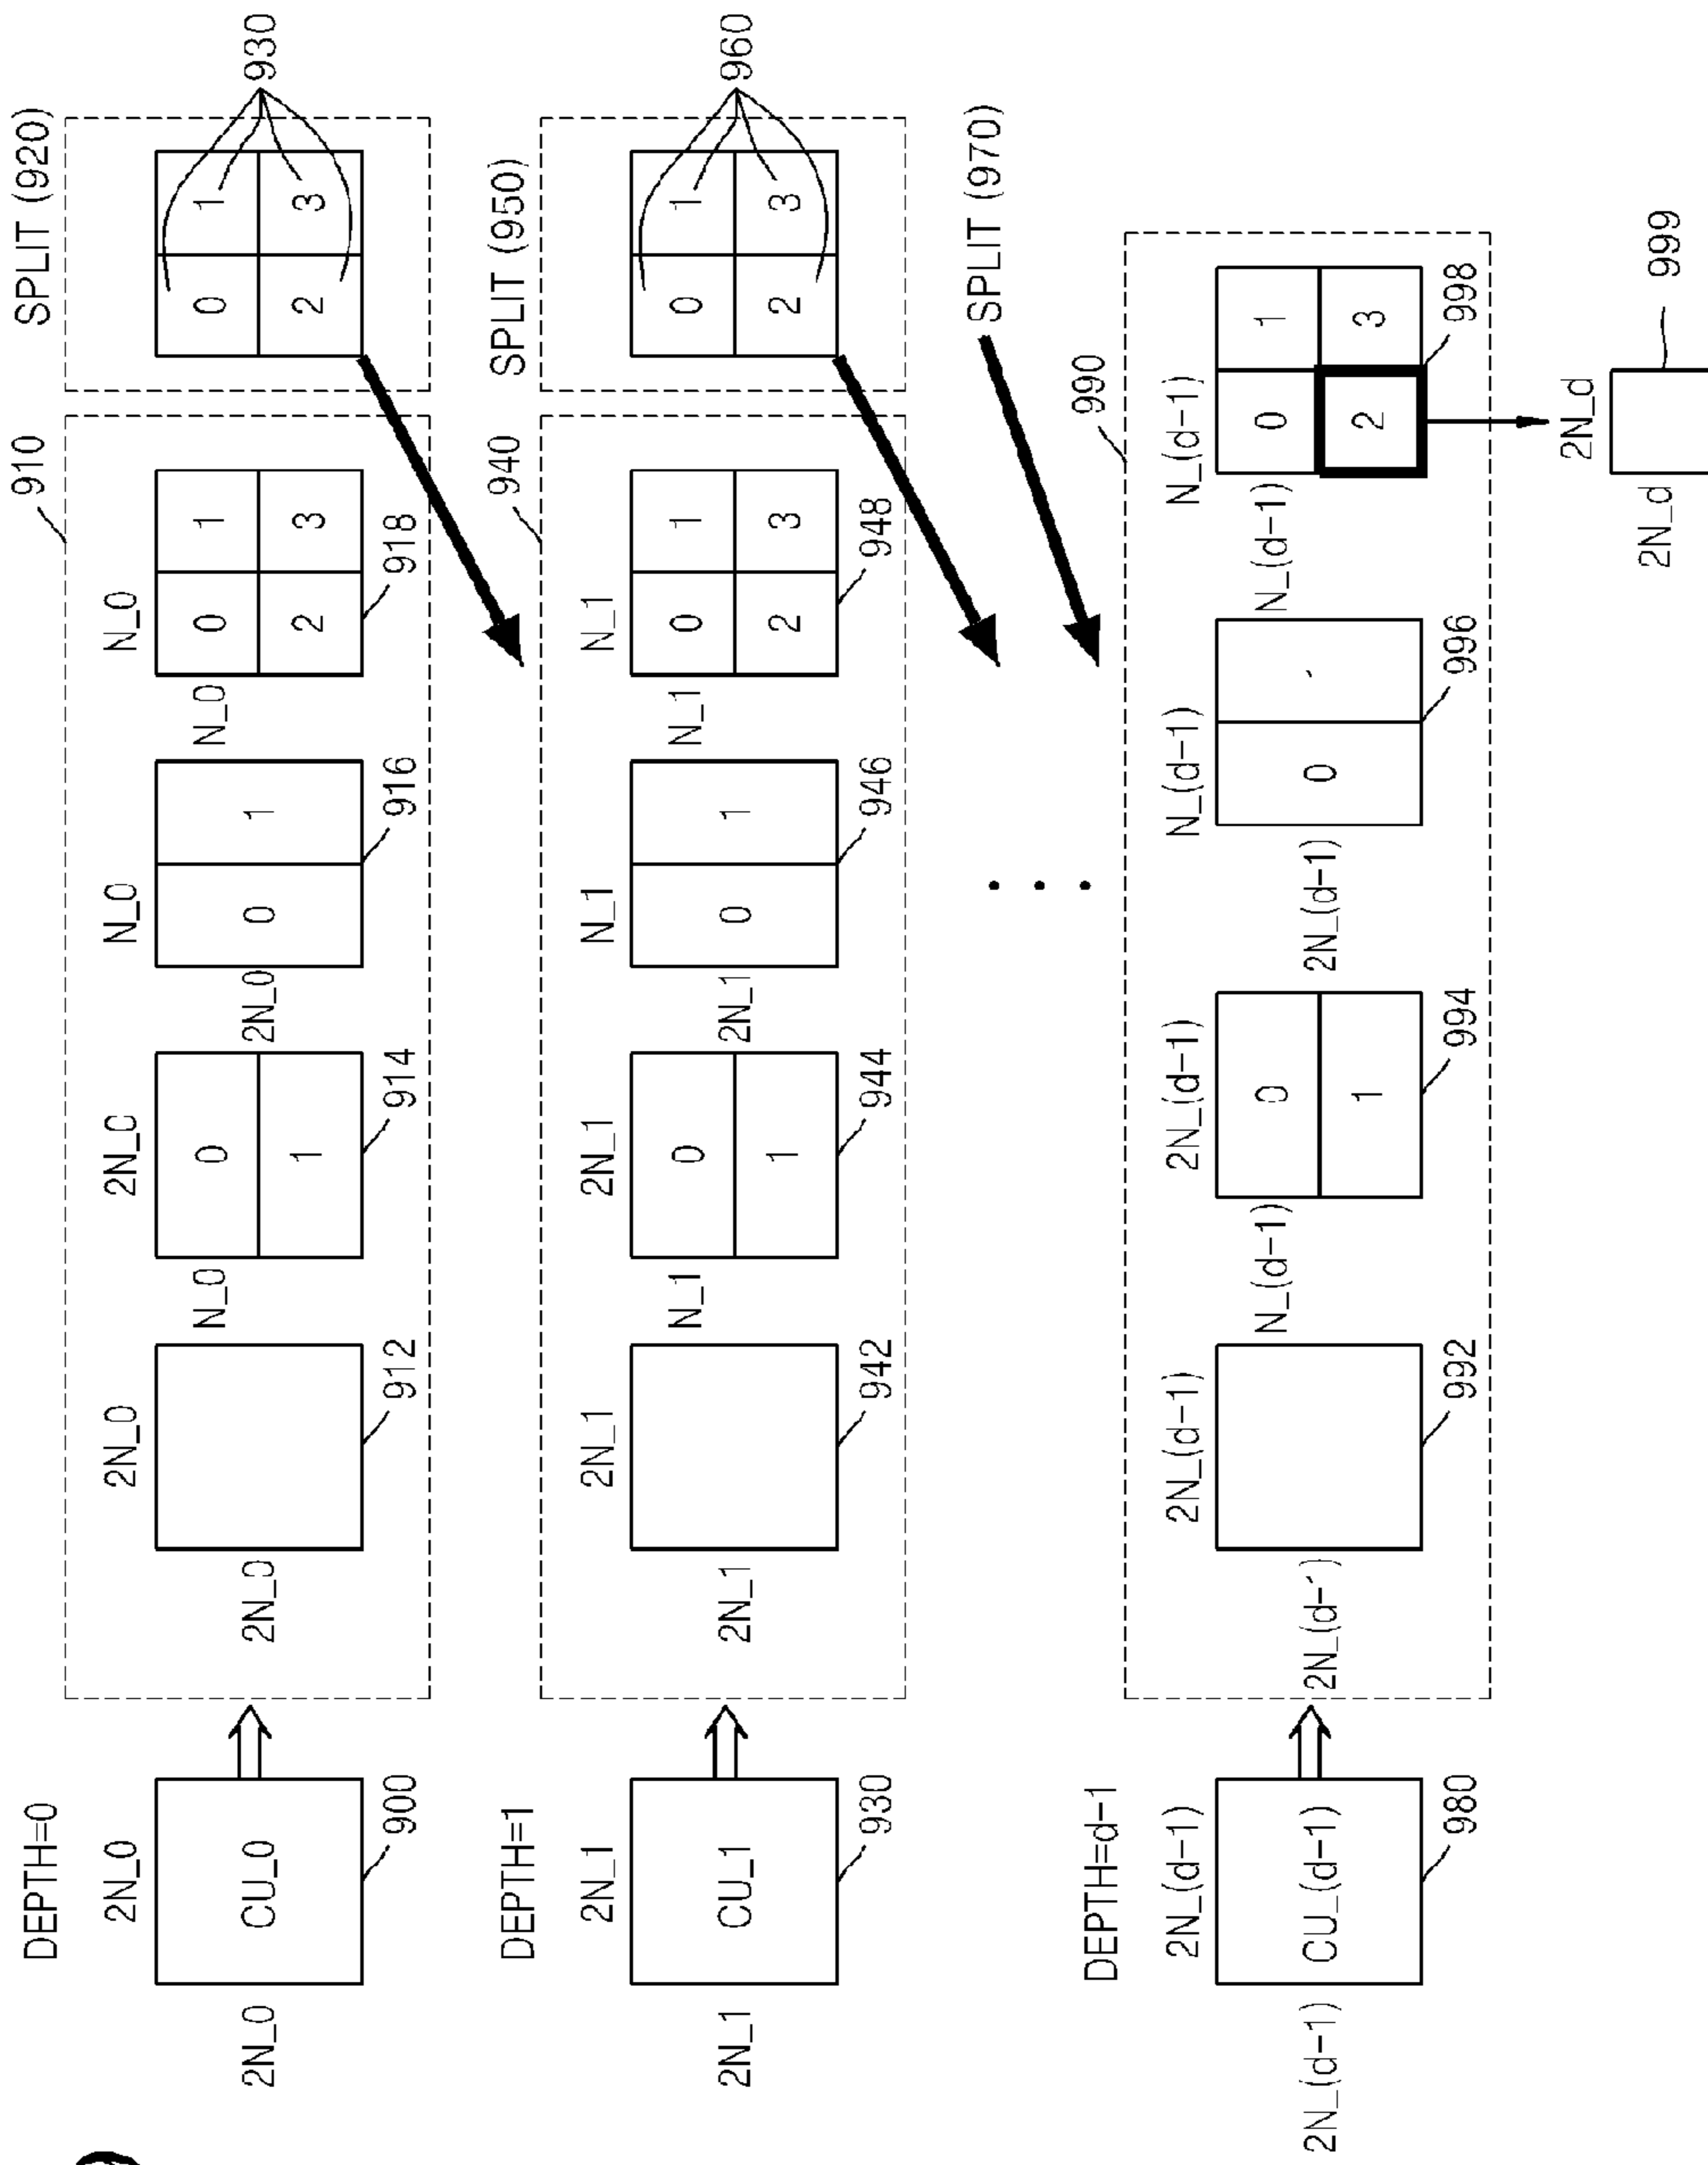 DEPTH=0
2N_0
2N_0
CU_0
900
910
2N_0
2N_0
912
2N_0
N_0
0
1
914
N_0
2N_0
0
1
916
N_0
N_0
0
1
2
3
918
SPLIT (920)
0
1
2
3
930
DEPTH=1
2N_1
2N_1
CU_1
930
940
2N_1
2N_1
942
2N_1
N_1
0
1
944
N_1
2N_1
0
1
946
N_1
N_1
0
1
2
3
948
SPLIT (950)
0
1
2
3
960
SPLIT (970)
DEPTH=d-1
2N_(d-1)
2N_(d-1)
CU_(d-1)
980
990
2N_(d-1)
2N_(d-1)
992
2N_(d-1)
N_(d-1)
0
1
994
N_(d-1)
2N_(d-1)
0
996
N_(d-1)
N_(d-1)
0
1
2
3
998
2N_d
2N_d
999